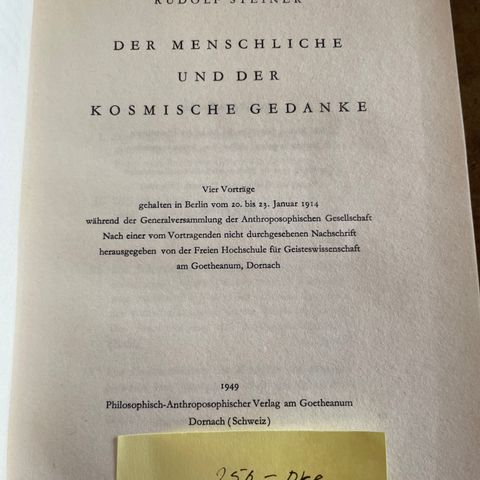 RUDOLF STEINER
DER MENSCHLICHE
UND DER
KOSMISCHE GEDANKE
Vier Vorträge
gehalten in Berlin vom 20. bis 23. Januar 1914
während der Generalversammlung der Anthroposophischen Gesellschaft
Nach einer vom Vortragenden nicht durchgesehenen Nachschrift
herausgegeben von der Freien Hochschule für Geisteswissenschaft
am Goetheanum, Dornach
1949
Philosophisch-Anthroposophischer Verlag am Goetheanum
Dornach (Schweiz)